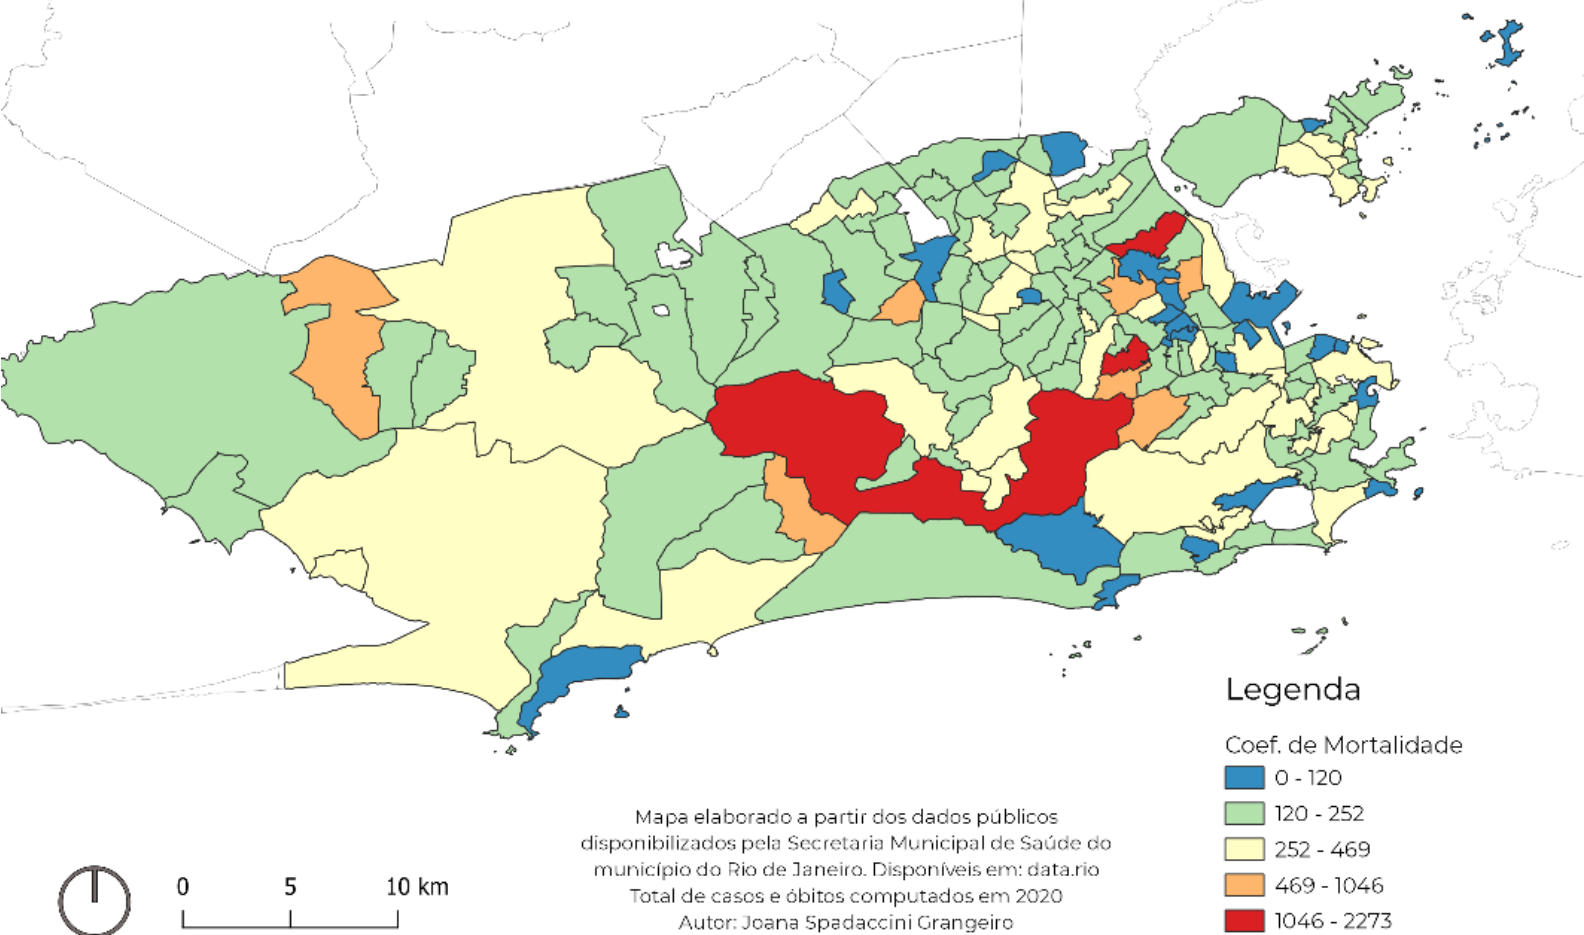 Legenda
Coef. de Mortalidade
0 - 120
120 - 252
252 - 469
469 - 1046
1046 - 2273
Mapa elaborado a partir dos dados públicos
disponibilizados pela Secretaria Municipal de Saúde do
município do Rio de Janeiro. Disponíveis em: data.rio
Total de casos e óbitos computados em 2020
Autor: Joana Spadaccini Grangeiro
0 5 10 km